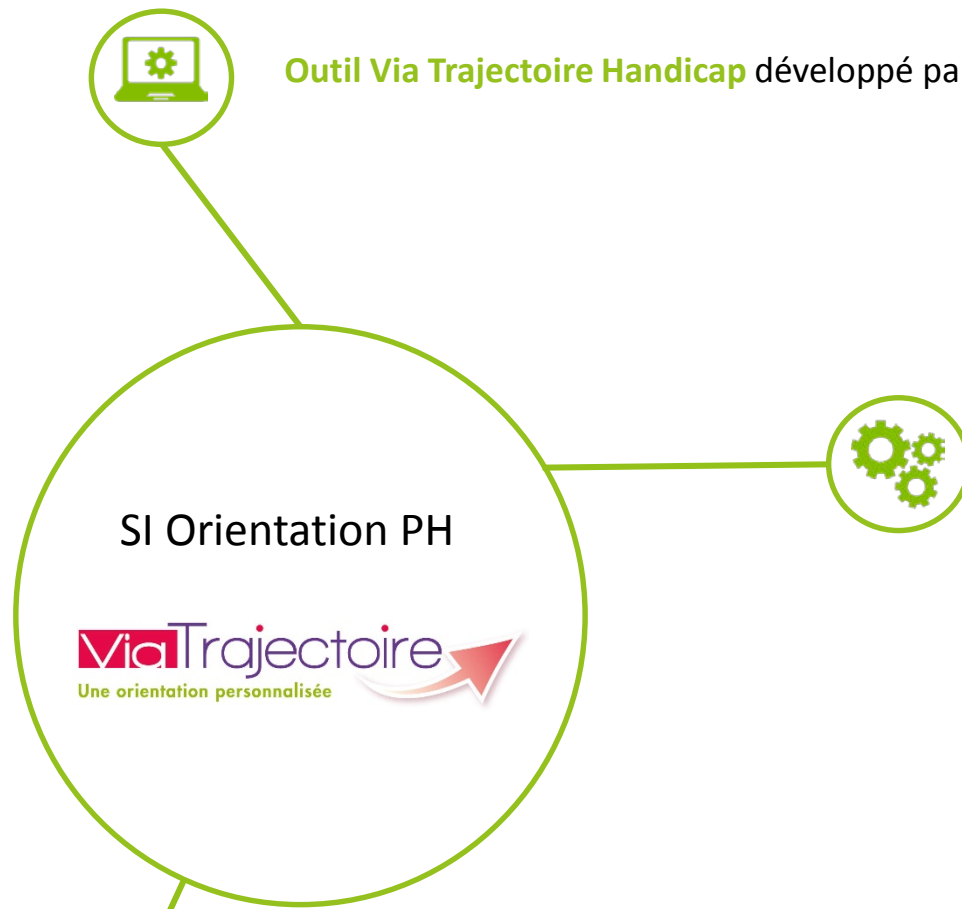 Outil Via Trajectoire Handicap développé pa
SI Orientation PH
ViaTrajectoire
Une orientation personnalisée